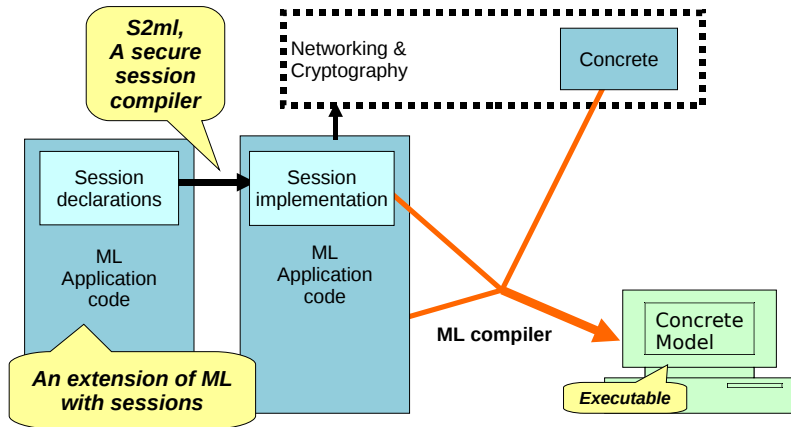 S2ml,
A secure
session
compiler
Networking &
Cryptography
Concrete
Session
declarations
Session
implementation
ML
Application
code
ML
Application
code
ML compiler
Concrete
Model
An extension of ML
with sessions
Executable